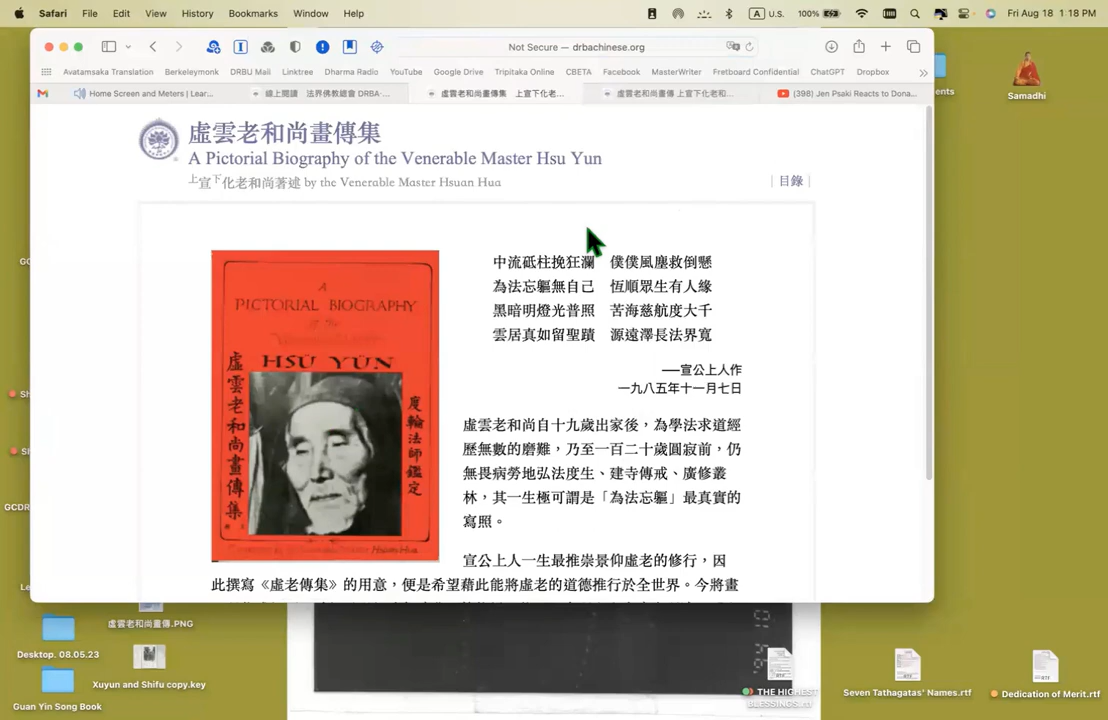 Safari File Edit View History Bookmarks Window Help
A U.S. 100% Fri Aug 18 1:18 PM
Not Secure — drbachinese.org
Avatamsaka Translation Berkeleymonk DRBU Mail Linktree Dharma Radio YouTube Google Drive Tripitaka Online CBETA Facebook MasterWriter Fretboard Confidential ChatGPT Dropbox
Home Screen and Meters | Lear... 線上閱讀 法界佛教總會 DRBA-... 虛雲老和尚畫傳集 上宣下化老... 虛雲老和尚畫傳 上宣下化老和... (398) Jen Psaki Reacts to Dona...
虛雲老和尚畫傳集
A Pictorial Biography of the Venerable Master Hsu Yun
上宣下化老和尚著述 by the Venerable Master Hsuan Hua
| 目錄 |
A
PICTORIAL BIOGRAPHY
of the
HSÜ YÜN
虛雲老和尚畫傳集
度輪法師鑑定
Hsuan Hua
中流砥柱挽狂瀾 僕僕風塵救倒懸
為法忘軀無自己 恆順眾生有人緣
黑暗明燈光普照 苦海慈航度大千
雲居真如留聖蹟 源遠澤長法界寬
──宣公上人作
一九八五年十一月七日
虛雲老和尚自十九歲出家後，為學法求道經
歷無數的磨難，乃至一百二十歲圓寂前，仍
無畏病勞地弘法度生、建寺傳戒、廣修叢
林，其一生極可謂是「為法忘軀」最真實的
寫照。
宣公上人一生最推崇景仰虛老的修行，因
此撰寫《虛老傳集》的用意，便是希望藉此能將虛老的道德推行於全世界。今將畫
ents
Samadhi
GC
Sh
Sh
GCDR
Le
虛雲老和尚畫傳.PNG
Desktop. 08.05.23
Xuyun and Shifu copy.key
Guan Yin Song Book
94 10
THE HIGHEST
BLESSINGS.rtf
Seven Tathagatas' Names.rtf
Dedication of Merit.rtf